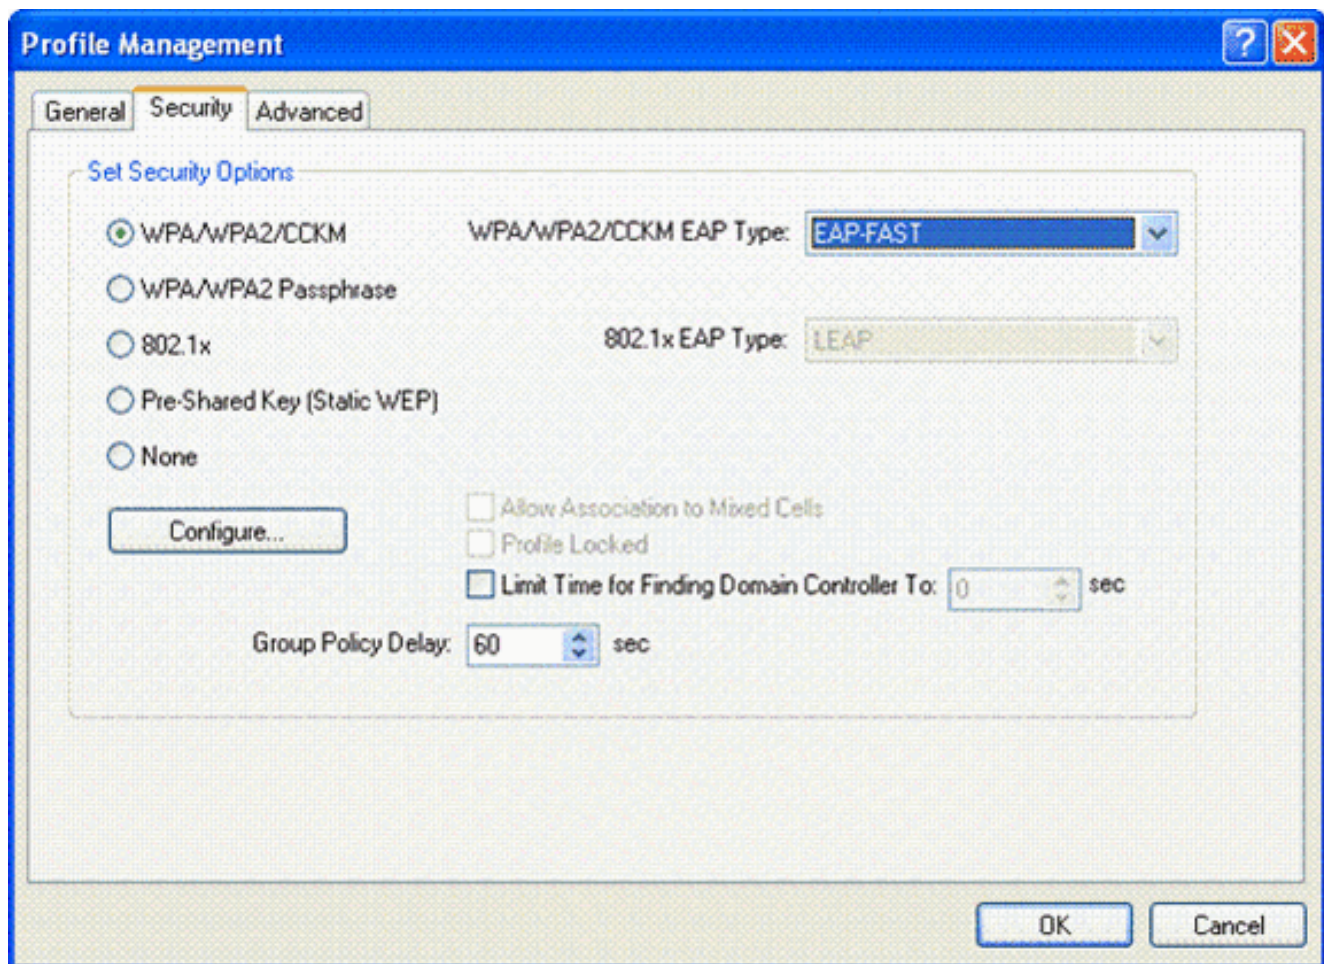 Profile Management
General Security Advanced
Set Security Options
WPA/WPA2/CCKM WPA/WPA2/CCKM EAP Type: EAP-FAST
WPA/WPA2 Passphrase
802.1x 802.1x EAP Type: LEAP
Pre-Shared Key (Static WEP)
None
Allow Association to Mixed Cells
Configure...
Profile Locked
Limit Time for Finding Domain Controller To: 0 sec
Group Policy Delay: 60 sec
OK Cancel